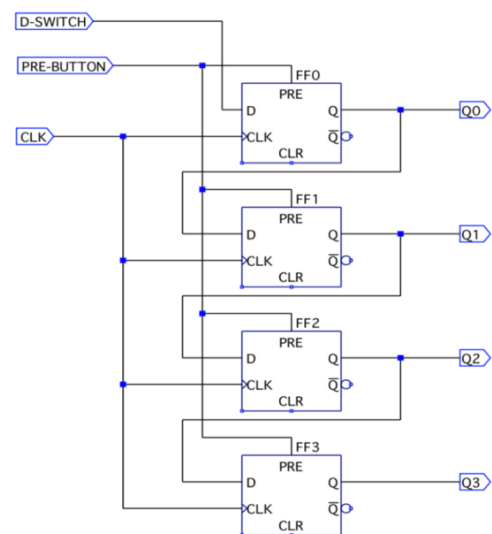 D-SWITCH
PRE-BUTTON
FF0
PRE
D
Q
Q0
CLK
CLK
Q̅
CLR
FF1
PRE
D
Q
Q1
CLK
Q̅
CLR
FF2
PRE
D
Q
Q2
CLK
Q̅
CLR
FF3
PRE
D
Q
Q3
CLK
Q̅
CLR